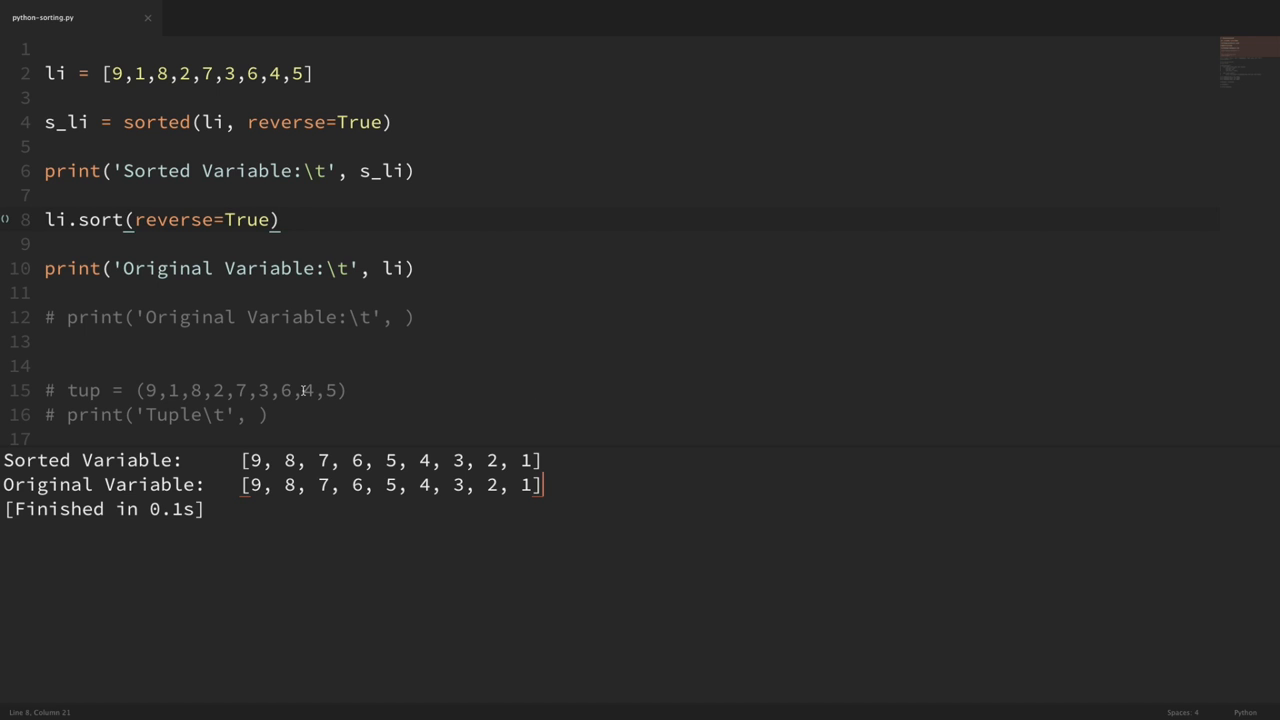 python-sorting.py ×
1
2 li = [9,1,8,2,7,3,6,4,5]
3
4 s_li = sorted(li, reverse=True)
5
6 print('Sorted Variable:\t', s_li)
7
8 li.sort(reverse=True)
9
10 print('Original Variable:\t', li)
11
12 # print('Original Variable:\t', )
13
14
15 # tup = (9,1,8,2,7,3,6,4,5)
16 # print('Tuple\t', )
17
Sorted Variable: [9, 8, 7, 6, 5, 4, 3, 2, 1]
Original Variable: [9, 8, 7, 6, 5, 4, 3, 2, 1]
[Finished in 0.1s]
Line 8, Column 21 Spaces: 4 Python